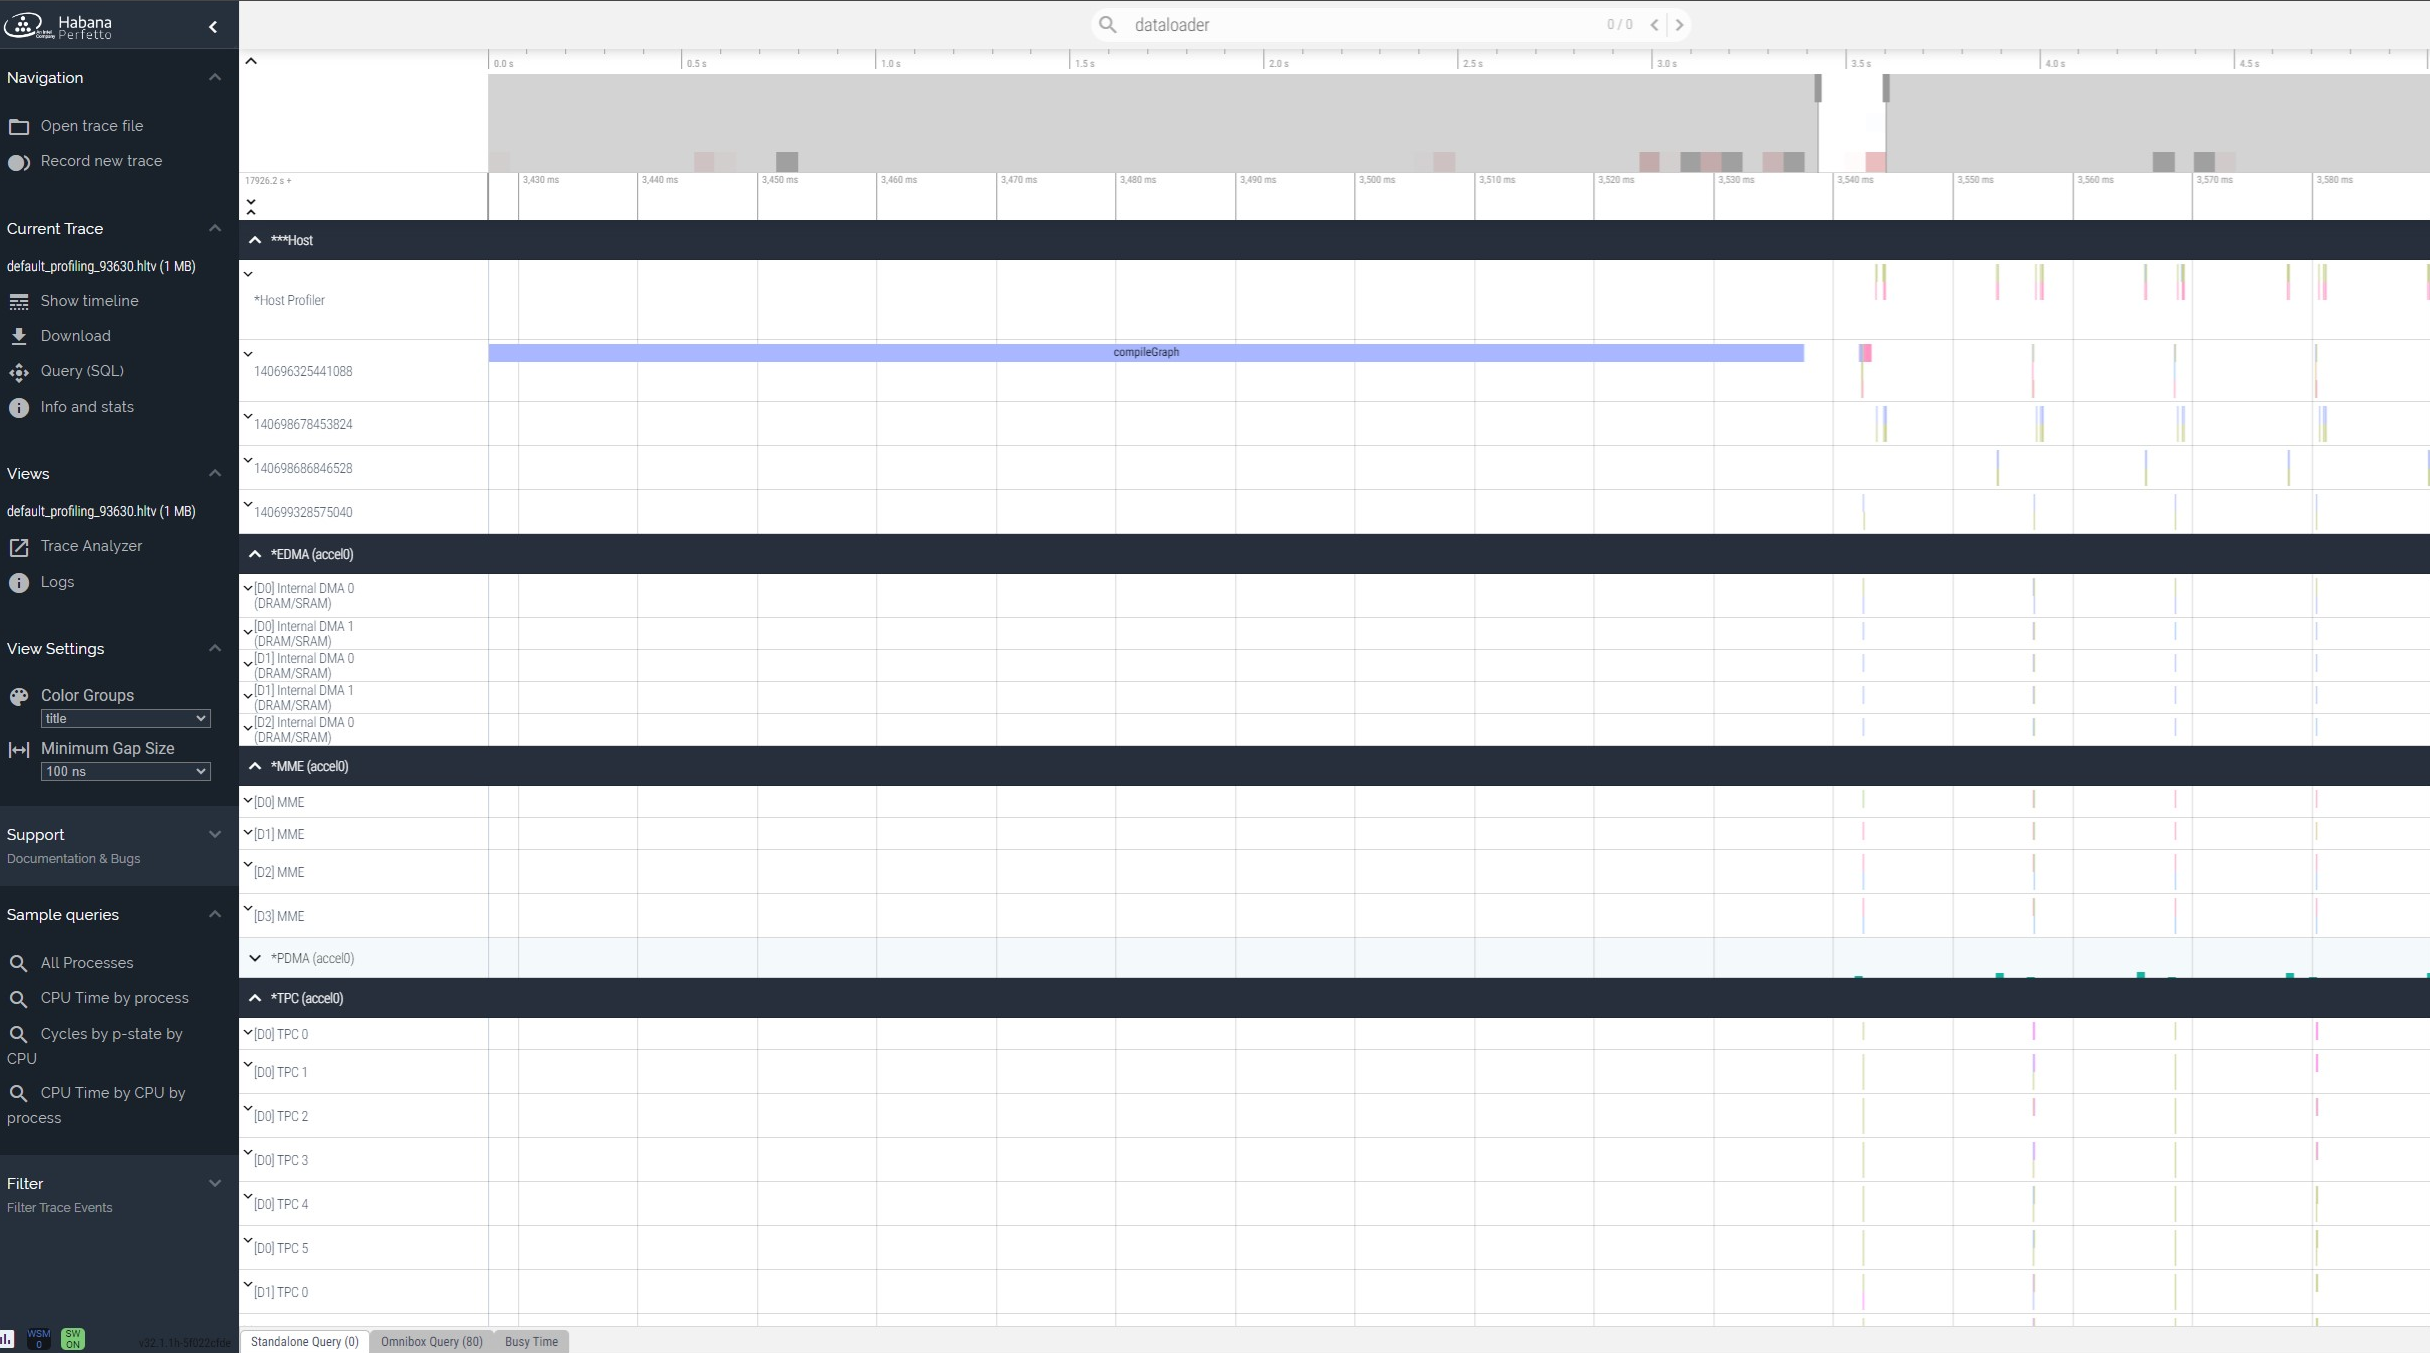 Habana
Perfetto
An Intel Company
dataloader
0 / 0
Navigation
Open trace file
Record new trace
Current Trace
default_profiling_93630.hltv (1 MB)
Show timeline
Download
Query (SQL)
Info and stats
Views
default_profiling_93630.hltv (1 MB)
Trace Analyzer
Logs
View Settings
Color Groups
title
Minimum Gap Size
100 ns
Support
Documentation & Bugs
Sample queries
All Processes
CPU Time by process
Cycles by p-state by
CPU
CPU Time by CPU by
process
Filter
Filter Trace Events
WSM
0
SW
ON
v32.1.1h-5f022cfde
0.0 s
0.5 s
1.0 s
1.5 s
2.0 s
2.5 s
3.0 s
3.5 s
4.0 s
4.5 s
17926.2 s +
3,430 ms
3,440 ms
3,450 ms
3,460 ms
3,470 ms
3,480 ms
3,490 ms
3,500 ms
3,510 ms
3,520 ms
3,530 ms
3,540 ms
3,550 ms
3,560 ms
3,570 ms
3,580 ms
***Host
*Host Profiler
compileGraph
140696325441088
140698678453824
140698686846528
140699328575040
*EDMA (accel0)
[D0] Internal DMA 0
(DRAM/SRAM)
[D0] Internal DMA 1
(DRAM/SRAM)
[D1] Internal DMA 0
(DRAM/SRAM)
[D1] Internal DMA 1
(DRAM/SRAM)
[D2] Internal DMA 0
(DRAM/SRAM)
*MME (accel0)
[D0] MME
[D1] MME
[D2] MME
[D3] MME
*PDMA (accel0)
*TPC (accel0)
[D0] TPC 0
[D0] TPC 1
[D0] TPC 2
[D0] TPC 3
[D0] TPC 4
[D0] TPC 5
[D1] TPC 0
Standalone Query (0)
Omnibox Query (80)
Busy Time